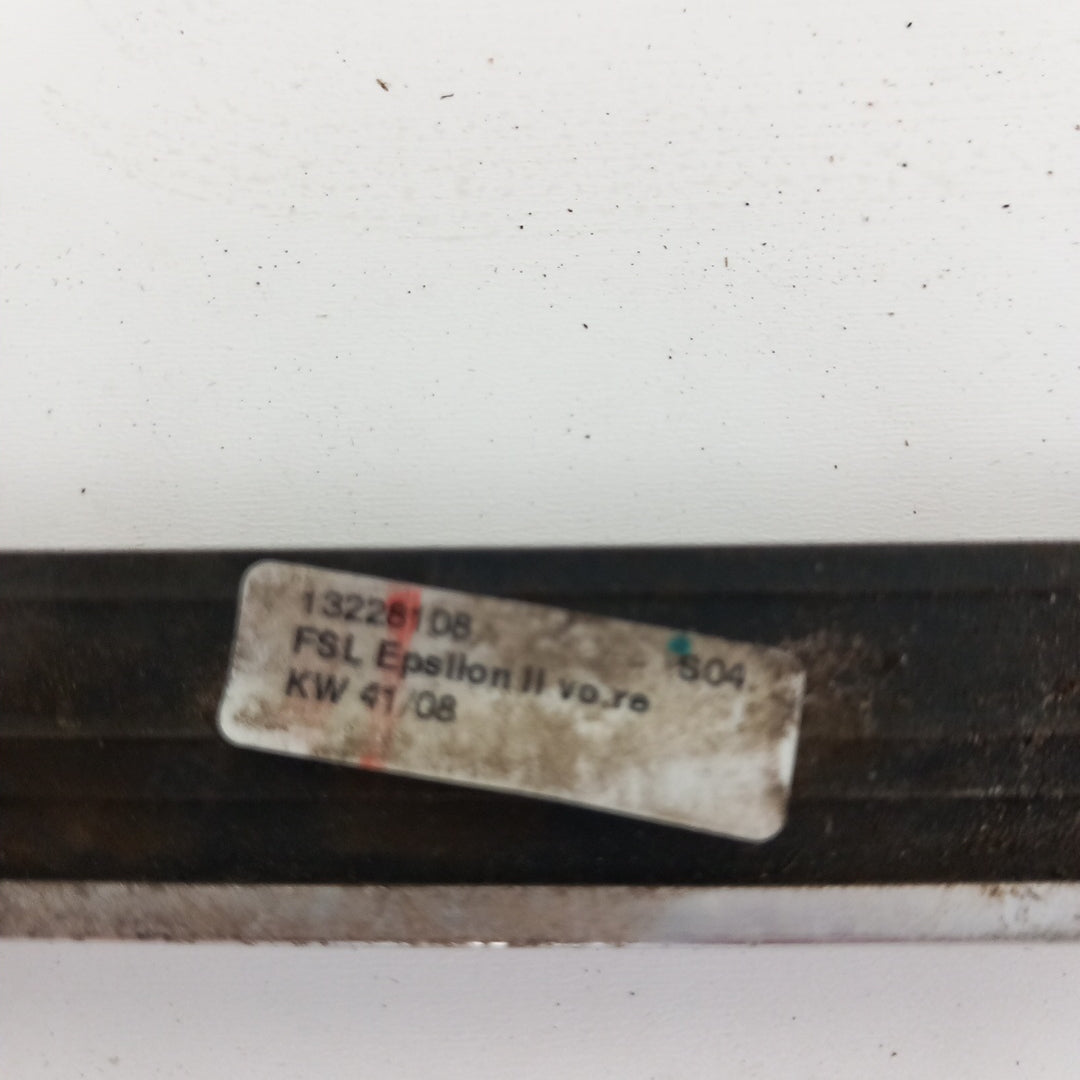 13228108
FSL Epsilon II vo.re
S04
KW 41/08